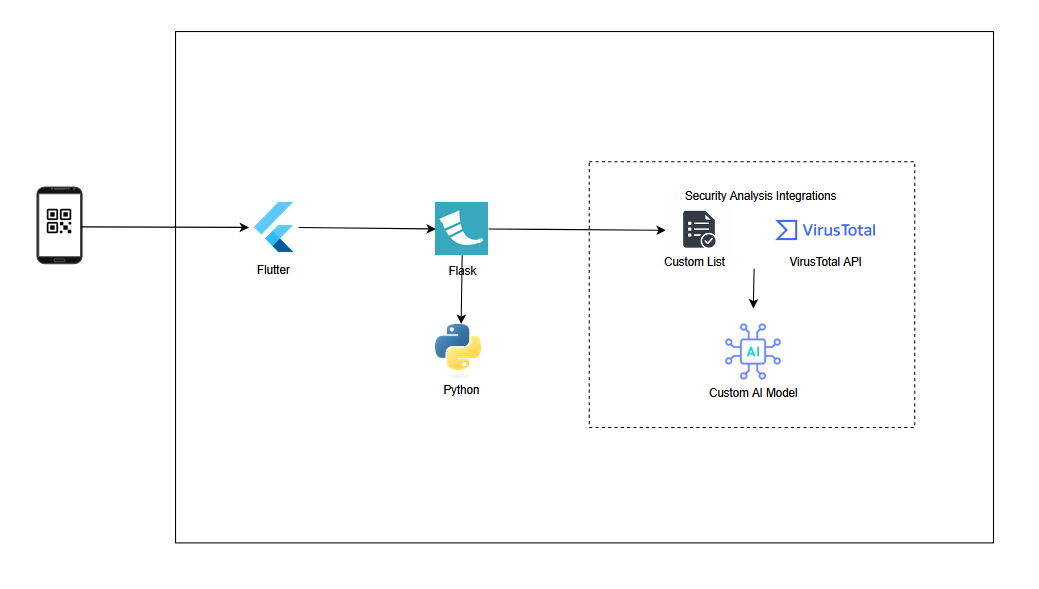 Security Analysis Integrations
VirusTotal
Custom List
VirusTotal API
Flutter
Flask
AI
Python
Custom AI Model